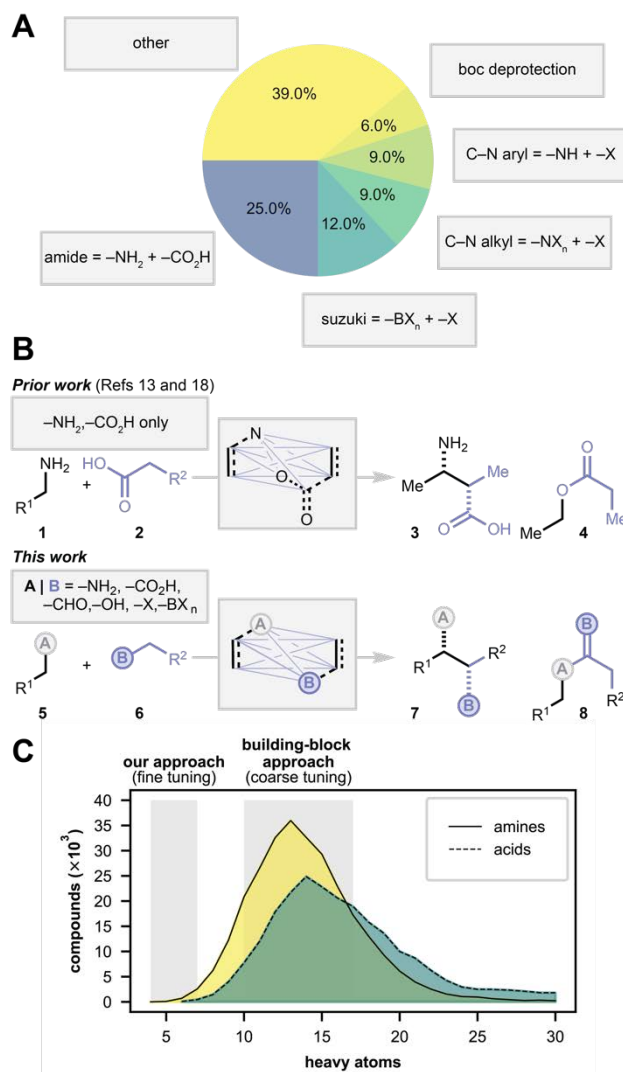 A
other
boc deprotection
39.0%
6.0%
9.0%
C–N aryl = –NH + –X
9.0%
25.0%
12.0%
C–N alkyl = –NXₙ + –X
amide = –NH₂ + –CO₂H
suzuki = –BXₙ + –X
B
Prior work (Refs 13 and 18)
–NH₂,–CO₂H only
NH₂
HO
O
R²
R¹
+
1
2
N
O
O
NH₂
Me
Me
O
OH
3
O
O
Me
4
This work
A | B = –NH₂, –CO₂H,
–CHO,–OH, –X,–BXₙ
A
R¹
+
B
R²
5
6
A
B
A
R¹
R²
B
7
B
A
R¹
R²
8
C
our approach
(fine tuning)
building-block
approach
(coarse tuning)
compounds (×10³)
40
35
30
25
20
15
10
5
0
amines
acids
5
10
15
20
25
30
heavy atoms